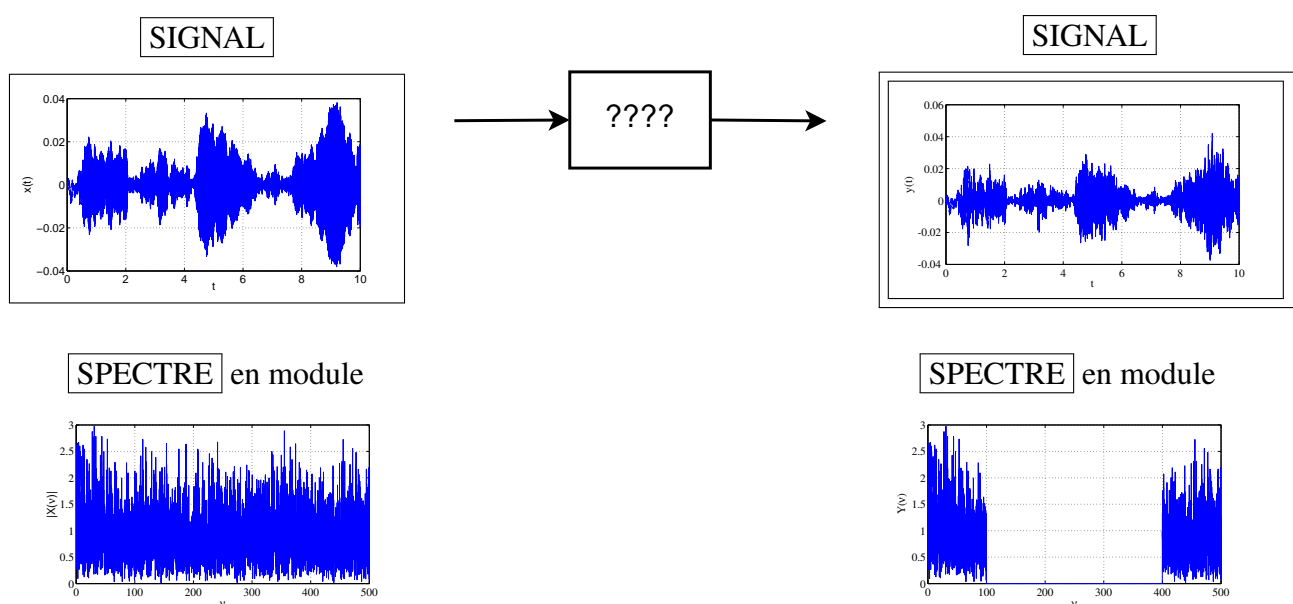 SIGNAL
SIGNAL
????
0.04
0.02
0
−0.02
−0.04
x(t)
0 2 4 6 8 10
t
0.06
0.04
0.02
0
-0.02
-0.04
y(t)
0 2 4 6 8 10
t
SPECTRE en module
SPECTRE en module
3
2.5
2
1.5
1
0.5
0
|X(ν)|
0 100 200 300 400 500
ν
3
2.5
2
1.5
1
0.5
0
Y(ν)
0 100 200 300 400 500
ν